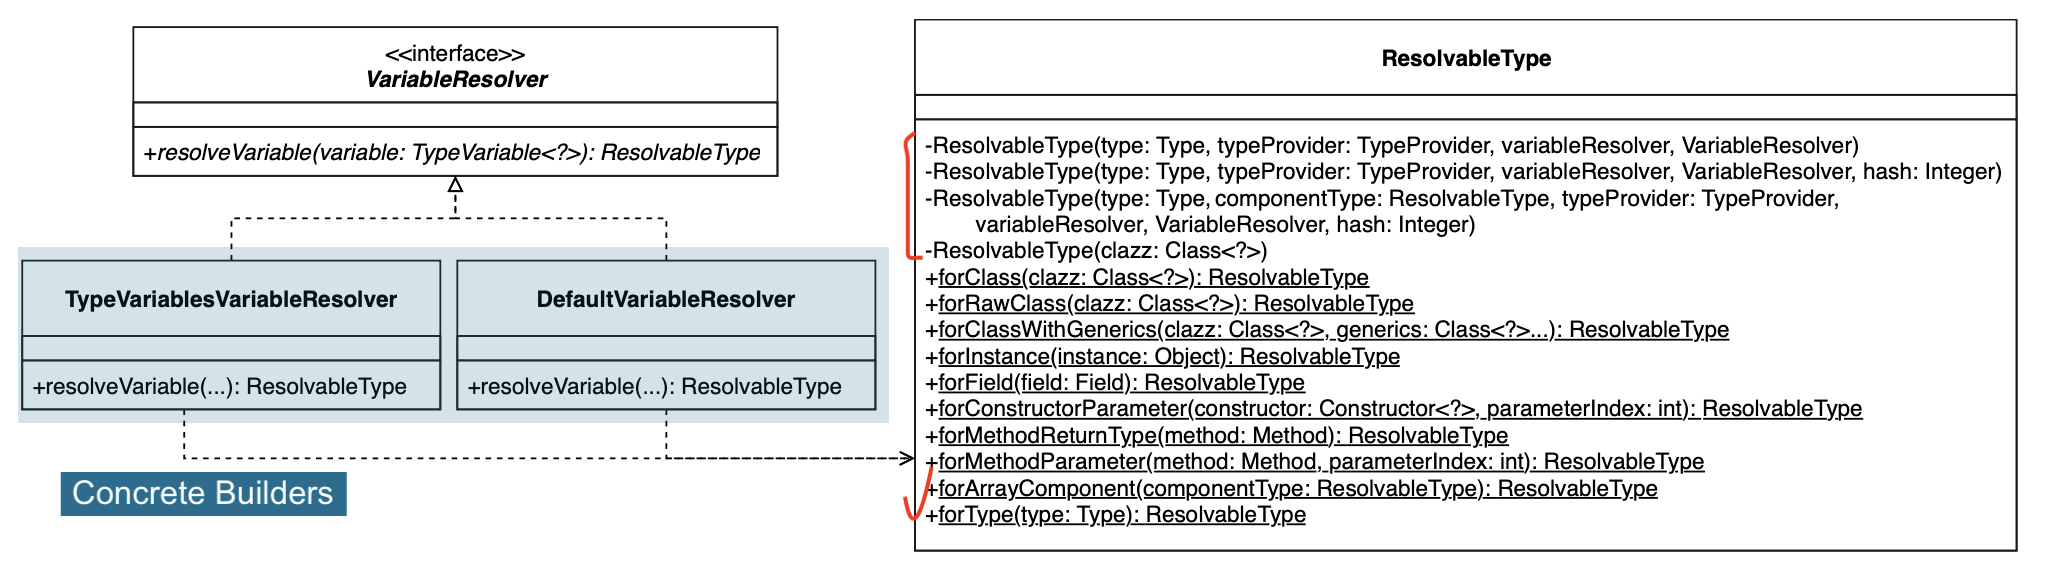 <<interface>>
VariableResolver
+resolveVariable(variable: TypeVariable<?>): ResolvableType
TypeVariablesVariableResolver
+resolveVariable(...): ResolvableType
DefaultVariableResolver
+resolveVariable(...): ResolvableType
Concrete Builders
ResolvableType
-ResolvableType(type: Type, typeProvider: TypeProvider, variableResolver, VariableResolver)
-ResolvableType(type: Type, typeProvider: TypeProvider, variableResolver, VariableResolver, hash: Integer)
-ResolvableType(type: Type, componentType: ResolvableType, typeProvider: TypeProvider,
variableResolver, VariableResolver, hash: Integer)
-ResolvableType(clazz: Class<?>)
+forClass(clazz: Class<?>): ResolvableType
+forRawClass(clazz: Class<?>): ResolvableType
+forClassWithGenerics(clazz: Class<?>, generics: Class<?>...): ResolvableType
+forInstance(instance: Object): ResolvableType
+forField(field: Field): ResolvableType
+forConstructorParameter(constructor: Constructor<?>, parameterIndex: int): ResolvableType
+forMethodReturnType(method: Method): ResolvableType
+forMethodParameter(method: Method, parameterIndex: int): ResolvableType
+forArrayComponent(componentType: ResolvableType): ResolvableType
+forType(type: Type): ResolvableType